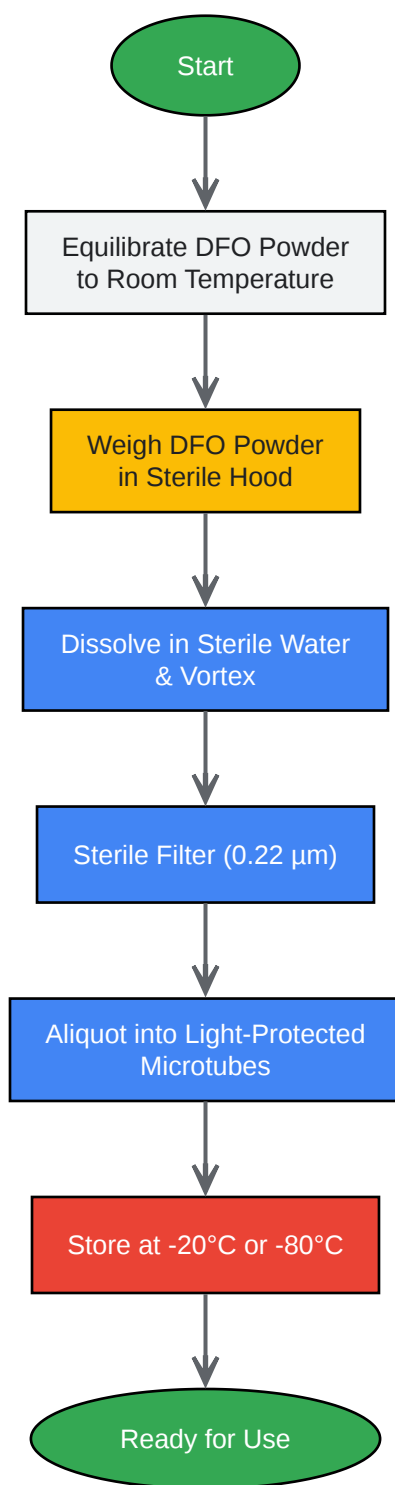 Start
Equilibrate DFO Powder
to Room Temperature
Weigh DFO Powder
in Sterile Hood
Dissolve in Sterile Water
& Vortex
Sterile Filter (0.22 µm)
Aliquot into Light-Protected
Microtubes
Store at -20°C or -80°C
Ready for Use